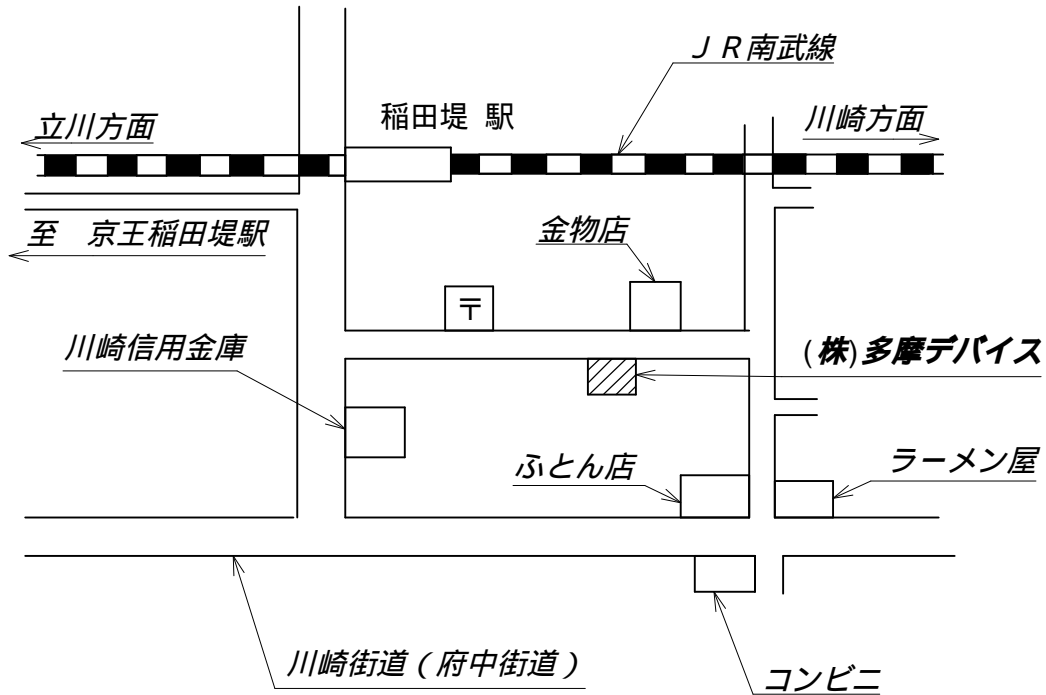 ＪＲ南武線
稲田堤 駅
立川方面
川崎方面
至　京王稲田堤駅
金物店
〒
川崎信用金庫
(株)多摩デバイス
ふとん店
ラーメン屋
川崎街道（府中街道）
コンビニ